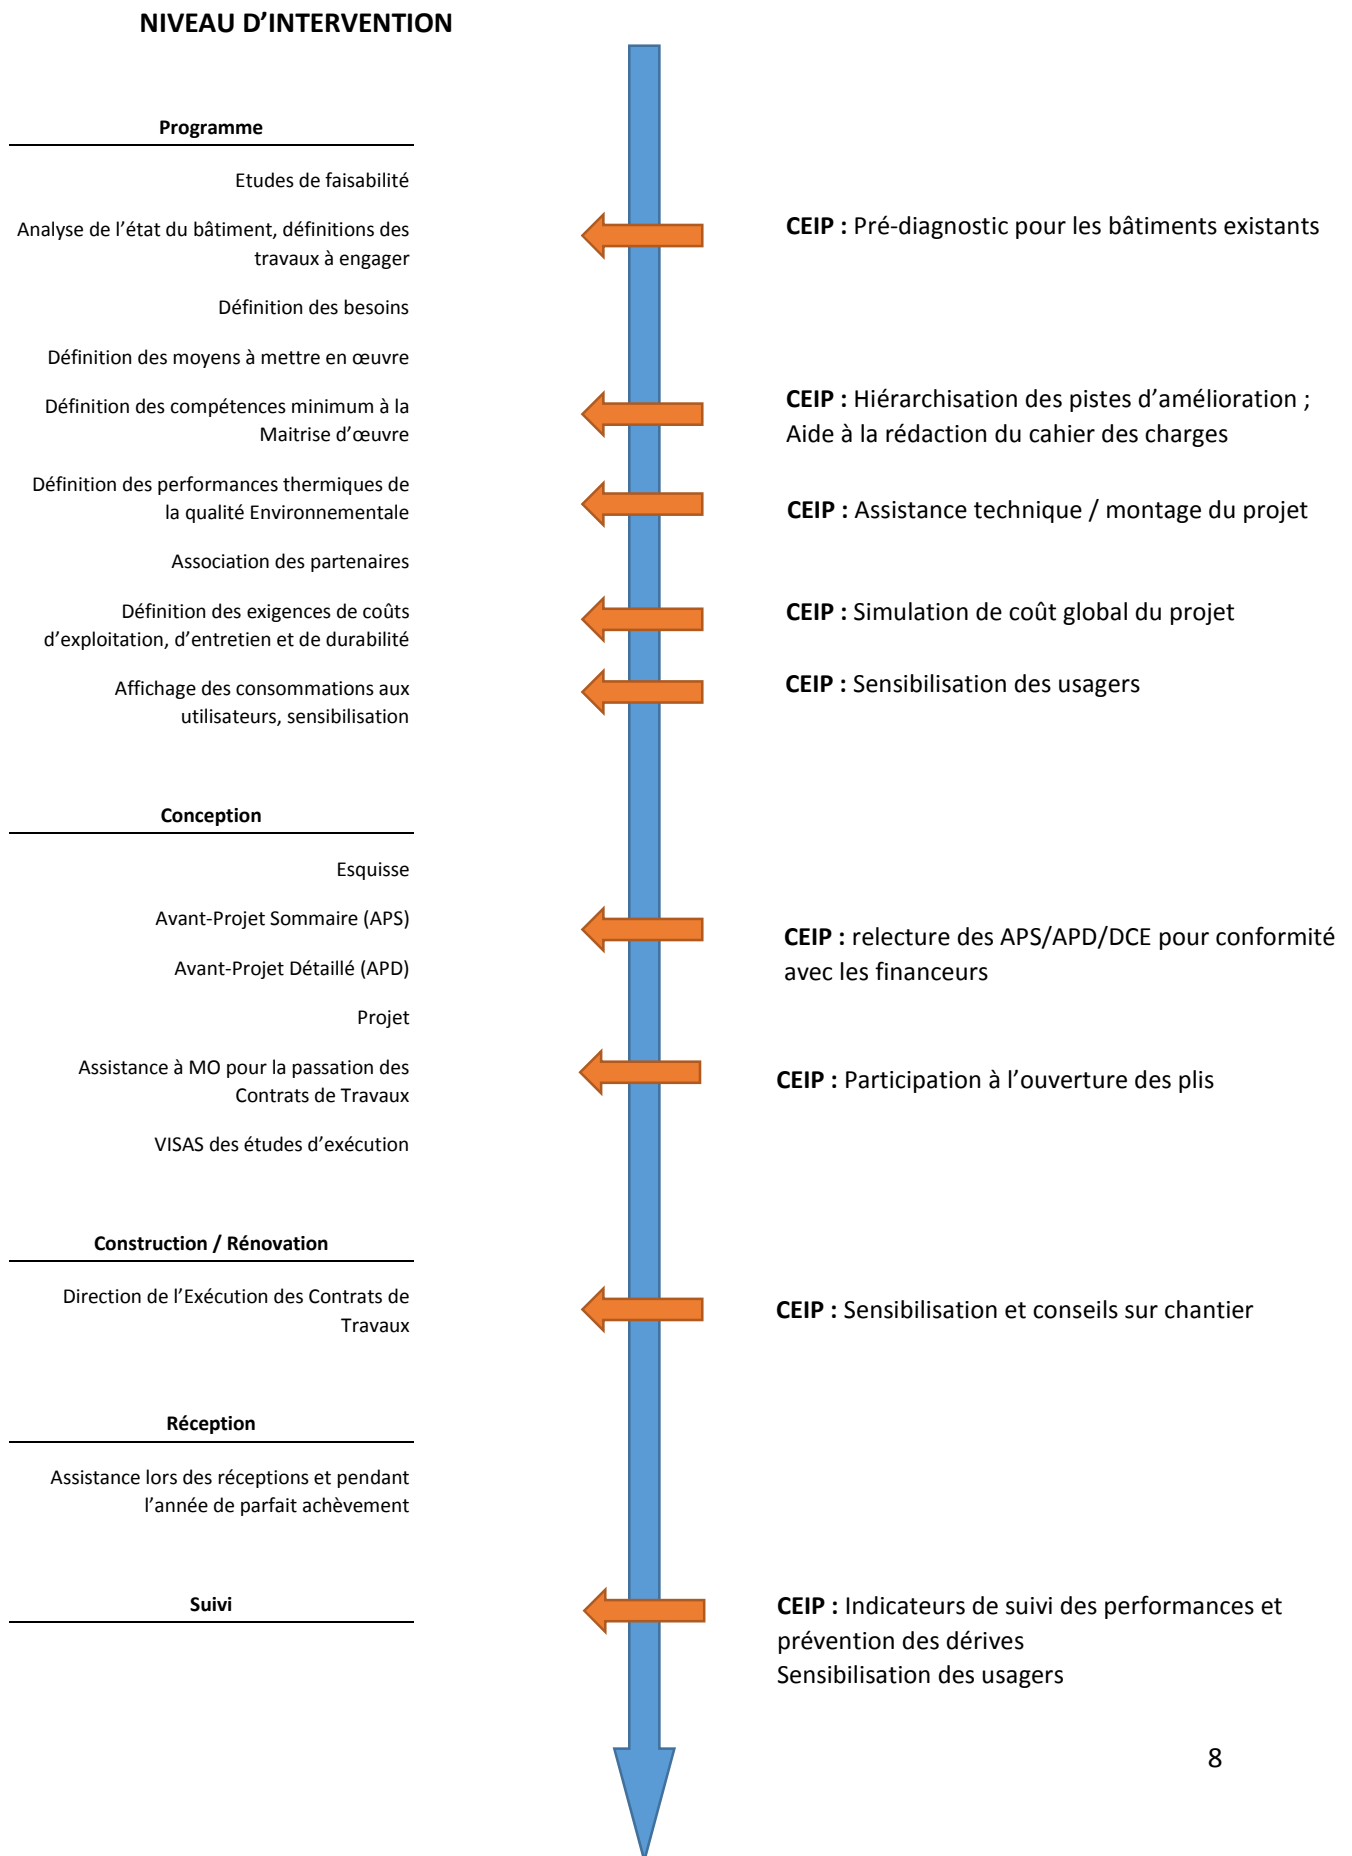 NIVEAU D’INTERVENTION
Programme
Etudes de faisabilité
Analyse de l’état du bâtiment, définitions des
travaux à engager
CEIP : Pré-diagnostic pour les bâtiments existants
Définition des besoins
Définition des moyens à mettre en œuvre
Définition des compétences minimum à la
Maitrise d’œuvre
CEIP : Hiérarchisation des pistes d’amélioration ;
Aide à la rédaction du cahier des charges
Définition des performances thermiques de
la qualité Environnementale
CEIP : Assistance technique / montage du projet
Association des partenaires
Définition des exigences de coûts
d’exploitation, d’entretien et de durabilité
CEIP : Simulation de coût global du projet
Affichage des consommations aux
utilisateurs, sensibilisation
CEIP : Sensibilisation des usagers
Conception
Esquisse
Avant-Projet Sommaire (APS)
CEIP : relecture des APS/APD/DCE pour conformité
avec les financeurs
Avant-Projet Détaillé (APD)
Projet
Assistance à MO pour la passation des
Contrats de Travaux
CEIP : Participation à l’ouverture des plis
VISAS des études d’exécution
Construction / Rénovation
Direction de l’Exécution des Contrats de
Travaux
CEIP : Sensibilisation et conseils sur chantier
Réception
Assistance lors des réceptions et pendant
l’année de parfait achèvement
Suivi
CEIP : Indicateurs de suivi des performances et
prévention des dérives
Sensibilisation des usagers
8